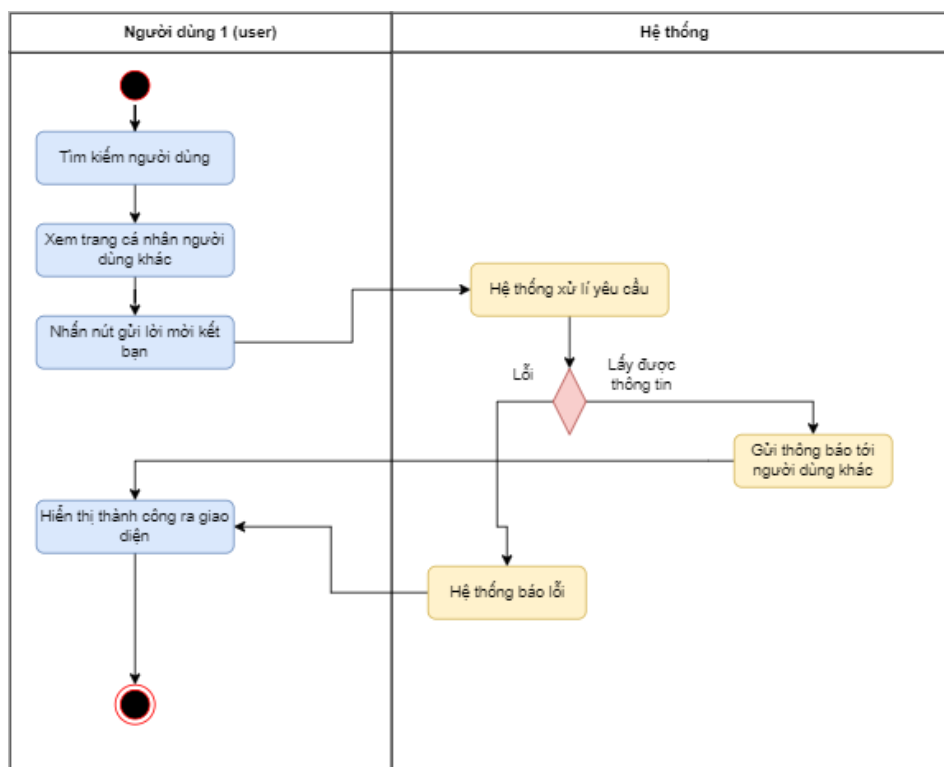 Người dùng 1 (user)
Hệ thống
Tìm kiếm người dùng
Xem trang cá nhân người
dùng khác
Hệ thống xử lí yêu cầu
Nhấn nút gửi lời mời kết
bạn
Lỗi
Lấy được
thông tin
Gửi thông báo tới
người dùng khác
Hiển thị thành công ra giao
diện
Hệ thống báo lỗi